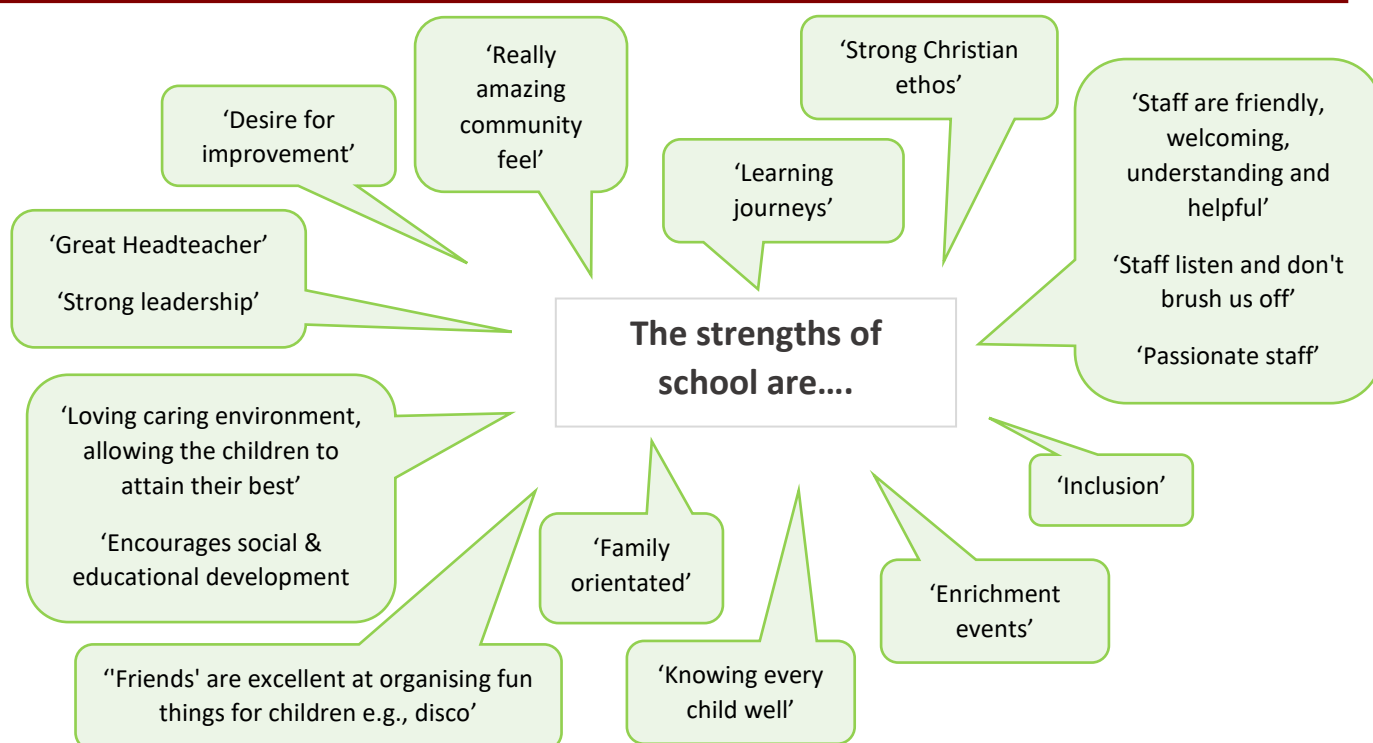 ‘Really
amazing
community
feel’
‘Strong Christian
ethos’
‘Staff are friendly,
welcoming,
understanding and
helpful’
‘Staff listen and don't
brush us off’
‘Passionate staff’
‘Desire for
improvement’
‘Learning
journeys’
‘Great Headteacher’
‘Strong leadership’
The strengths of
school are....
‘Loving caring environment,
allowing the children to
attain their best’
‘Encourages social &
educational development
‘Inclusion’
‘Family
orientated’
‘Enrichment
events’
‘'Friends' are excellent at organising fun
things for children e.g., disco’
‘Knowing every
child well’